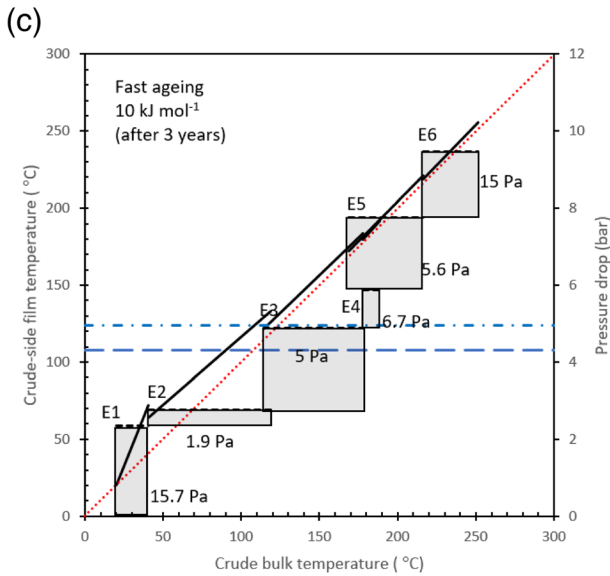 (c)
Fast ageing
10 kJ mol⁻¹
(after 3 years)
Crude-side film temperature ( °C)
300
250
200
150
100
50
0
E1
E2
E3
E4
E5
E6
15.7 Pa
1.9 Pa
5 Pa
6.7 Pa
5.6 Pa
15 Pa
12
10
8
6
4
2
0
Pressure drop (bar)
0
50
100
150
200
250
300
Crude bulk temperature ( °C)